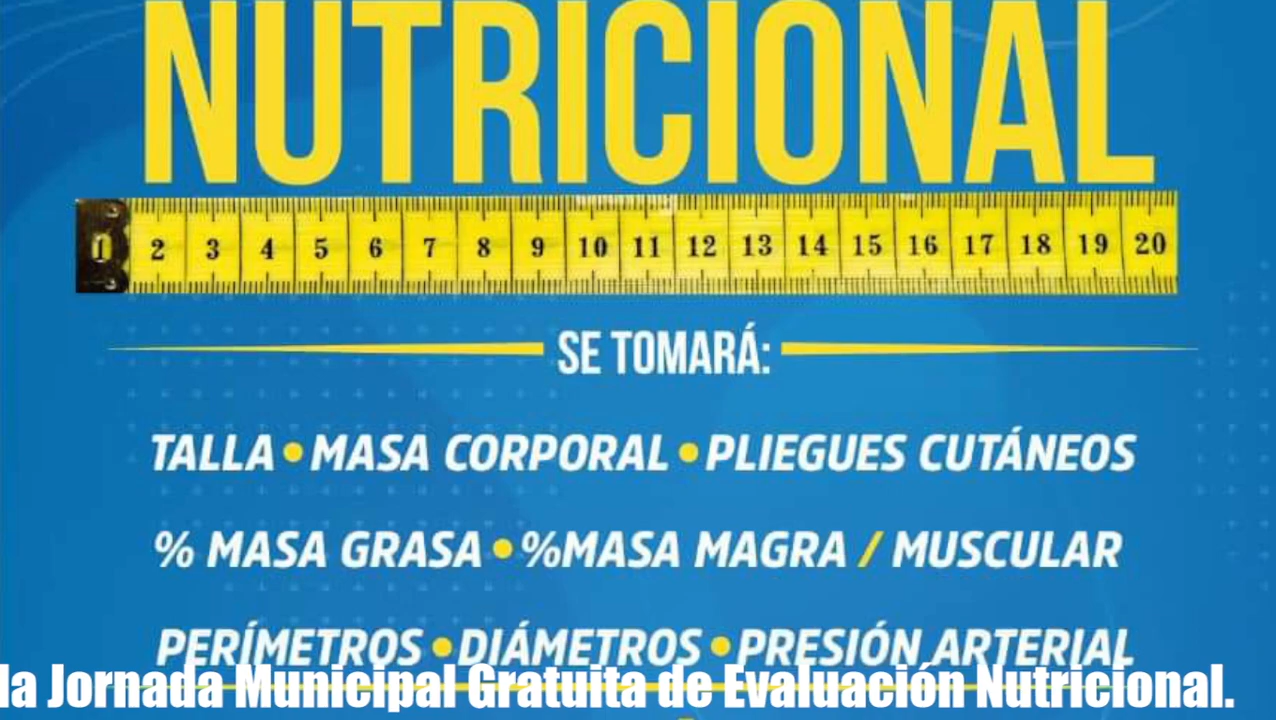 NUTRICIONAL
1 2 3 4 5 6 7 8 9 10 11 12 13 14 15 16 17 18 19 20
SE TOMARÁ:
TALLA • MASA CORPORAL • PLIEGUES CUTÁNEOS
% MASA GRASA • %MASA MAGRA / MUSCULAR
PERÍMETROS • DIÁMETROS • PRESIÓN ARTERIAL
la Jornada Municipal Gratuita de Evaluación Nutricional.